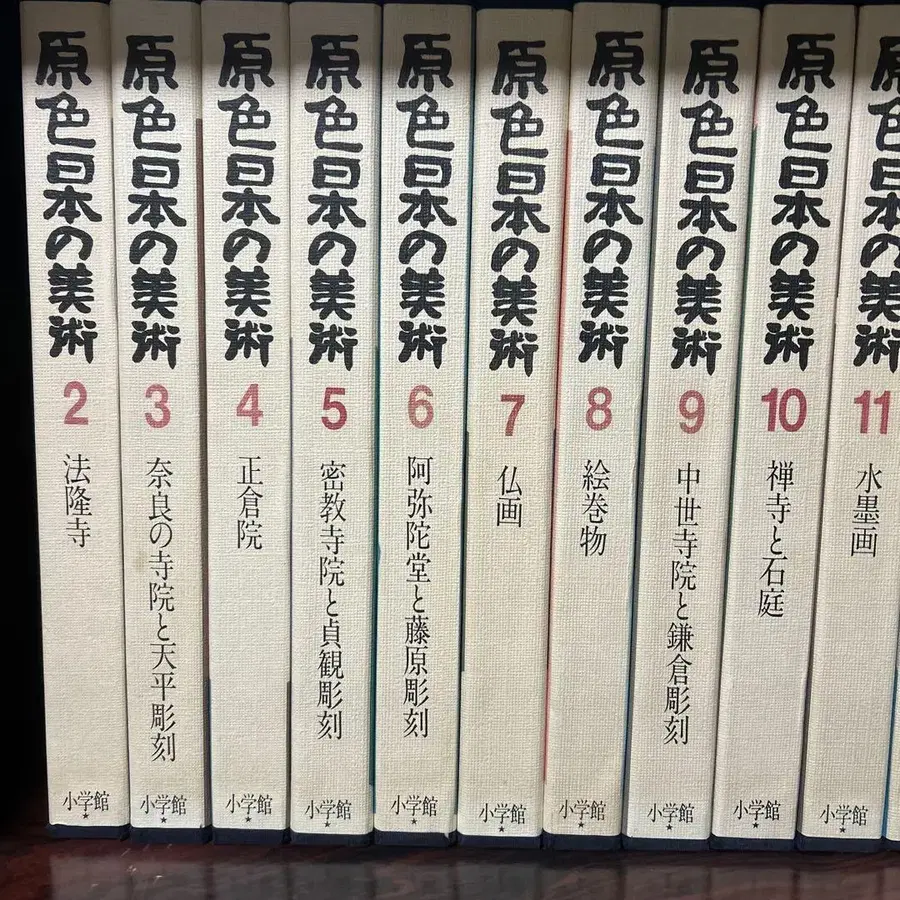 原色日本の美術
2
法隆寺
小学館
原色日本の美術
3
奈良の寺院と天平彫刻
小学館
原色日本の美術
4
正倉院
小学館
原色日本の美術
5
密教寺院と貞観彫刻
小学館
原色日本の美術
6
阿弥陀堂と藤原彫刻
小学館
原色日本の美術
7
仏画
小学館
原色日本の美術
8
絵巻物
小学館
原色日本の美術
9
中世寺院と鎌倉彫刻
小学館
原色日本の美術
10
禅寺と石庭
小学館
原色日本の美術
11
水墨画
小学館